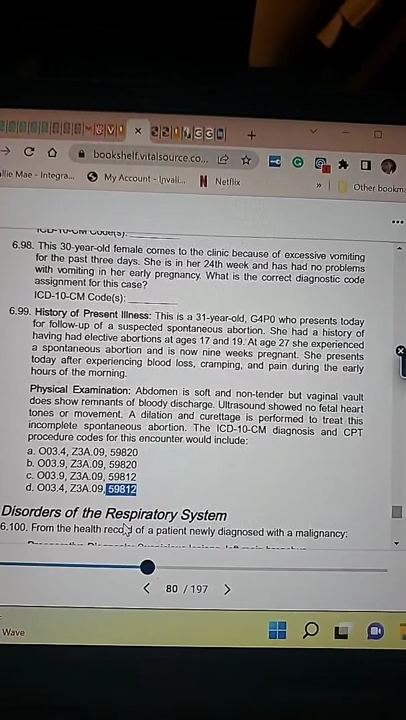 bookshelf.vitalsource.co...
llie Mae - Integra...
My Account - (nvali...
Netflix
»
Other bookm
ICD-10-CM Code(s):
6.98. This 30-year-old female comes to the clinic because of excessive vomiting
for the past three days. She is in her 24th week and has had no problems
with vomiting in her early pregnancy. What is the correct diagnostic code
assignment for this case?
ICD-10-CM Code(s): ________
6.99. History of Present Illness: This is a 31-year-old, G4P0 who presents today
for follow-up of a suspected spontaneous abortion. She had a history of
having had elective abortions at ages 17 and 19. At age 27 she experienced
a spontaneous abortion and is now nine weeks pregnant. She presents
today after experiencing blood loss, cramping, and pain during the early
hours of the morning.
Physical Examination: Abdomen is soft and non-tender but vaginal vault
does show remnants of bloody discharge. Ultrasound showed no fetal heart
tones or movement. A dilation and curettage is performed to treat this
incomplete spontaneous abortion. The ICD-10-CM diagnosis and CPT
procedure codes for this encounter would include:
a. O03.4, Z3A.09, 59820
b. O03.9, Z3A.09, 59820
c. O03.9, Z3A.09, 59812
d. O03.4, Z3A.09, 59812
Disorders of the Respiratory System
6.100. From the health record of a patient newly diagnosed with a malignancy:
80 / 197
Wave